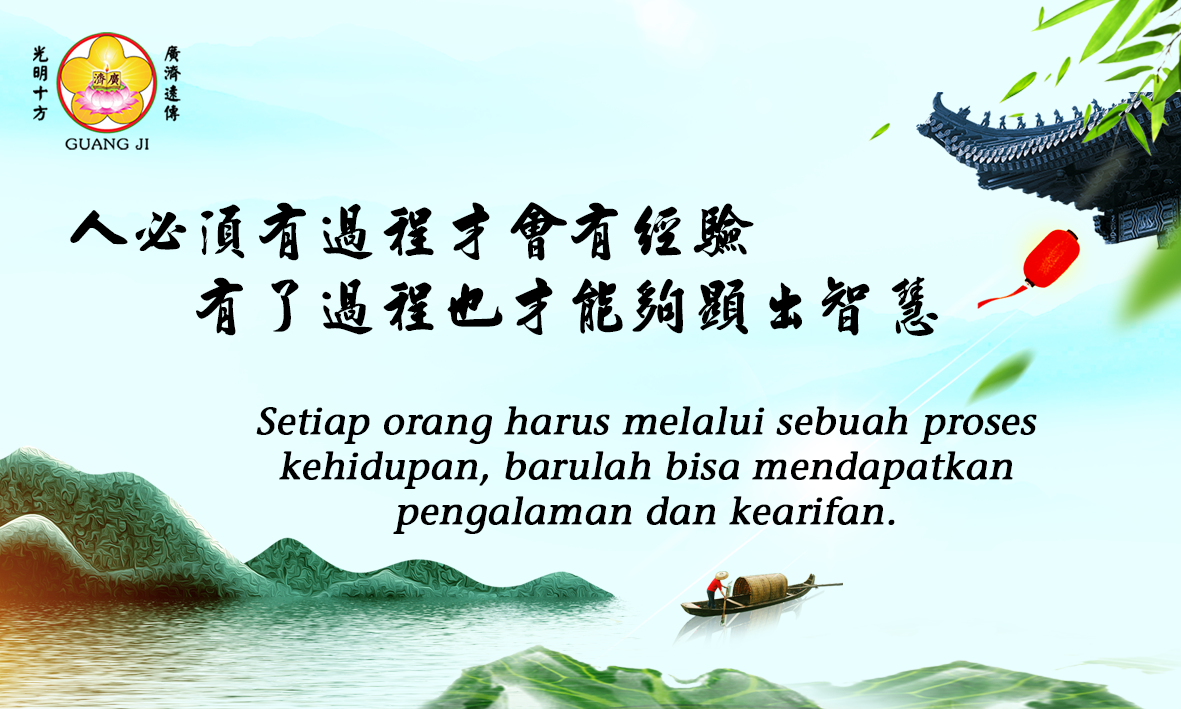 光明十方
廣濟遠傳
廣濟
GUANG JI
人必須有過程才會有經驗
有了過程也才能夠顯出智慧
Setiap orang harus melalui sebuah proses
kehidupan, barulah bisa mendapatkan
pengalaman dan kearifan.